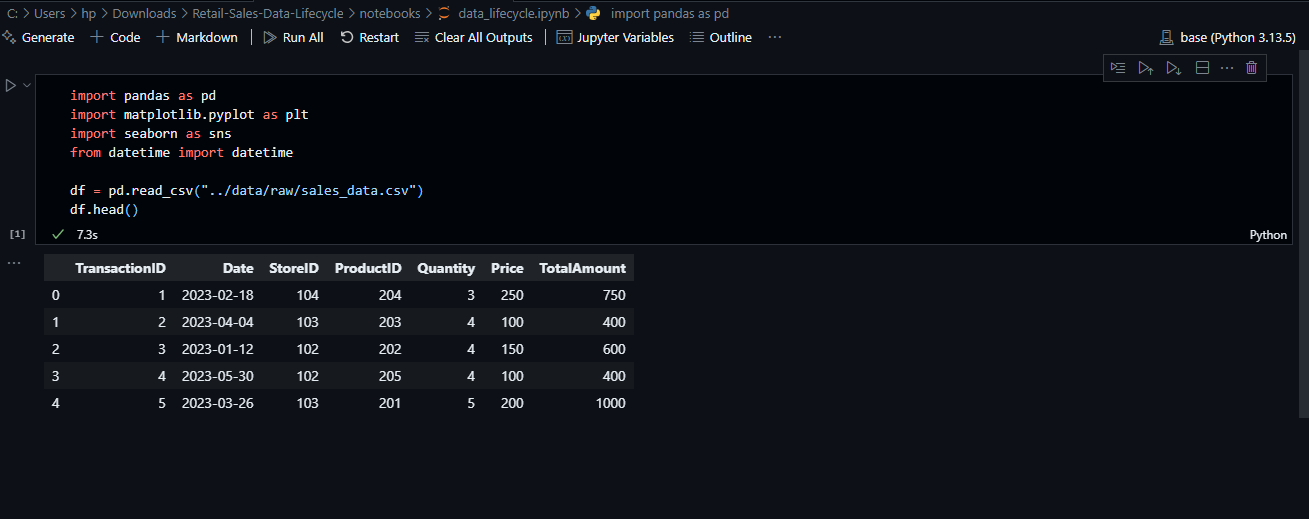 C: > Users > hp > Downloads > Retail-Sales-Data-Lifecycle > notebooks > data_lifecycle.ipynb > import pandas as pd
Generate + Code + Markdown | Run All Restart Clear All Outputs | Jupyter Variables Outline ··· base (Python 3.13.5)
import pandas as pd
import matplotlib.pyplot as plt
import seaborn as sns
from datetime import datetime
df = pd.read_csv("../data/raw/sales_data.csv")
df.head()
[1] 7.3s Python
TransactionID Date StoreID ProductID Quantity Price TotalAmount
0 1 2023-02-18 104 204 3 250 750
1 2 2023-04-04 103 203 4 100 400
2 3 2023-01-12 102 202 4 150 600
3 4 2023-05-30 102 205 4 100 400
4 5 2023-03-26 103 201 5 200 1000